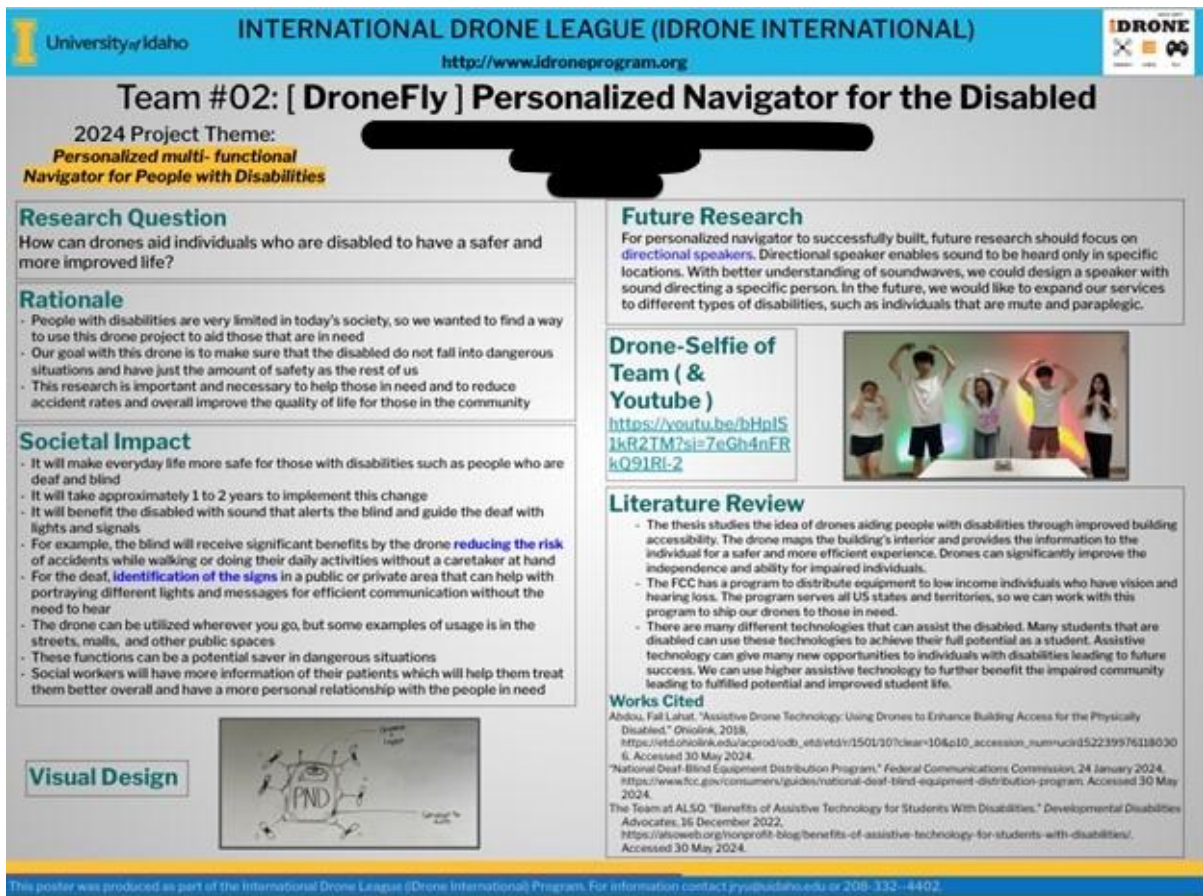 University of Idaho
INTERNATIONAL DRONE LEAGUE (IDRONE INTERNATIONAL)
http://www.idroneprogram.org
iDRONE
Team #02: [ DroneFly ] Personalized Navigator for the Disabled
2024 Project Theme:
Personalized multi- functional
Navigator for People with Disabilities
Research Question
How can drones aid individuals who are disabled to have a safer and
more improved life?
Rationale
- People with disabilities are very limited in today's society, so we wanted to find a way
to use this drone project to aid those that are in need
- Our goal with this drone is to make sure that the disabled do not fall into dangerous
situations and have just the amount of safety as the rest of us
- This research is important and necessary to help those in need and to reduce
accident rates and overall improve the quality of life for those in the community
Societal Impact
- It will make everyday life more safe for those with disabilities such as people who are
deaf and blind
- It will take approximately 1 to 2 years to implement this change
- It will benefit the disabled with sound that alerts the blind and guide the deaf with
lights and signals
- For example, the blind will receive significant benefits by the drone reducing the risk
of accidents while walking or doing their daily activities without a caretaker at hand
- For the deaf, identification of the signs in a public or private area that can help with
portraying different lights and messages for efficient communication without the
need to hear
- The drone can be utilized wherever you go, but some examples of usage is in the
streets, malls, and other public spaces
- These functions can be a potential saver in dangerous situations
- Social workers will have more information of their patients which will help them treat
them better overall and have a more personal relationship with the people in need
Visual Design
PND
Future Research
For personalized navigator to successfully built, future research should focus on
directional speakers. Directional speaker enables sound to be heard only in specific
locations. With better understanding of soundwaves, we could design a speaker with
sound directing a specific person. In the future, we would like to expand our services
to different types of disabilities, such as individuals that are mute and paraplegic.
Drone-Selfie of
Team ( &
Youtube )
https://youtu.be/bHpIS
1kR2TM?si=7eGh4nFR
kQ91Rl-2
Literature Review
- The thesis studies the idea of drones aiding people with disabilities through improved building
accessibility. The drone maps the building's interior and provides the information to the
individual for a safer and more efficient experience. Drones can significantly improve the
independence and ability for impaired individuals.
- The FCC has a program to distribute equipment to low income individuals who have vision and
hearing loss. The program serves all US states and territories, so we can work with this
program to ship our drones to those in need.
- There are many different technologies that can assist the disabled. Many students that are
disabled can use these technologies to achieve their full potential as a student. Assistive
technology can give many new opportunities to individuals with disabilities leading to future
success. We can use higher assistive technology to further benefit the impaired community
leading to fulfilled potential and improved student life.
Works Cited
Abdou, Fall Lahat. "Assistive Drone Technology: Using Drones to Enhance Building Access for the Physically
Disabled." Ohiolink, 2018,
6. Accessed 30 May 2024.
"National Deaf-Blind Equipment Distribution Program." Federal Communications Commission, 24 January 2024,
https://www.fcc.gov/consumers/guides/national-deaf-blind-equipment-distribution-program. Accessed 30 May
2024.
The Team at ALSO. "Benefits of Assistive Technology for Students With Disabilities." Developmental Disabilities
Advocates, 16 December 2022,
https://alsoweb.org/nonprofit-blog/benefits-of-assistive-technology-for-students-with-disabilities/.
Accessed 30 May 2024.
This poster was produced as part of the International Drone League (iDrone International) Program. For information contact jryu@uidaho.edu or 208-332--4402.